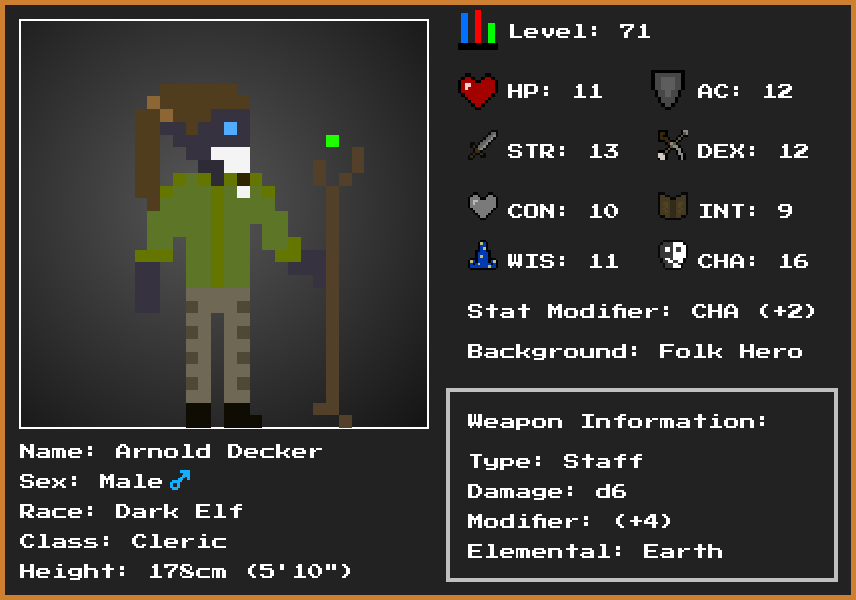 Level: 71
HP: 11 AC: 12
STR: 13 DEX: 12
CON: 10 INT: 9
WIS: 11 CHA: 16
Stat Modifier: CHA (+2)
Background: Folk Hero
Weapon Information:
Type: Staff
Damage: d6
Modifier: (+4)
Elemental: Earth
Name: Arnold Decker
Sex: Male ♂
Race: Dark Elf
Class: Cleric
Height: 178cm (5'10")